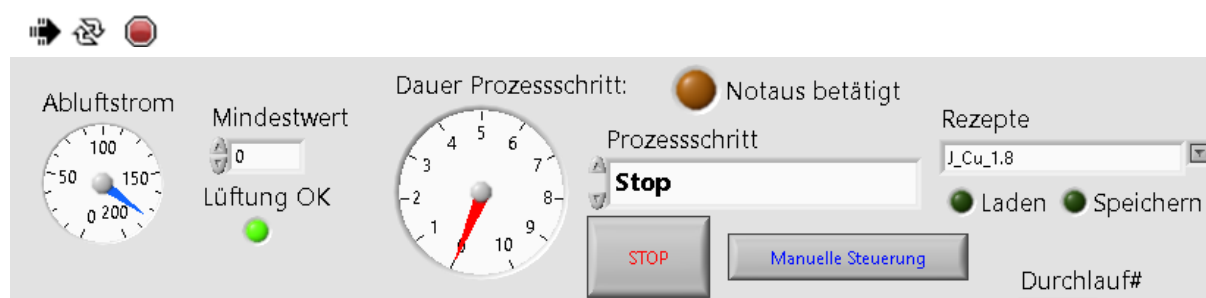 Abluftstrom
0 50 100 150 200
Mindestwert
0
Lüftung OK
Dauer Prozessschritt:
0 1 2 3 4 5 6 7 8 9 10
Notaus betätigt
Prozessschritt
Stop
STOP
Manuelle Steuerung
Rezepte
J_Cu_1.8
Laden Speichern
Durchlauf#